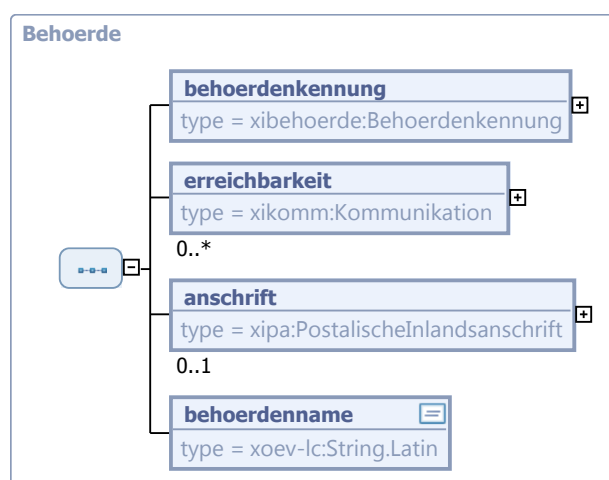 Behoerde
behoerdenkennung
type = xibehoerde:Behoerdenkennung
erreichbarkeit
type = xikomm:Kommunikation
0..*
anschrift
type = xipa:PostalischeInlandsanschrift
0..1
behoerdenname
type = xoev-lc:String.Latin